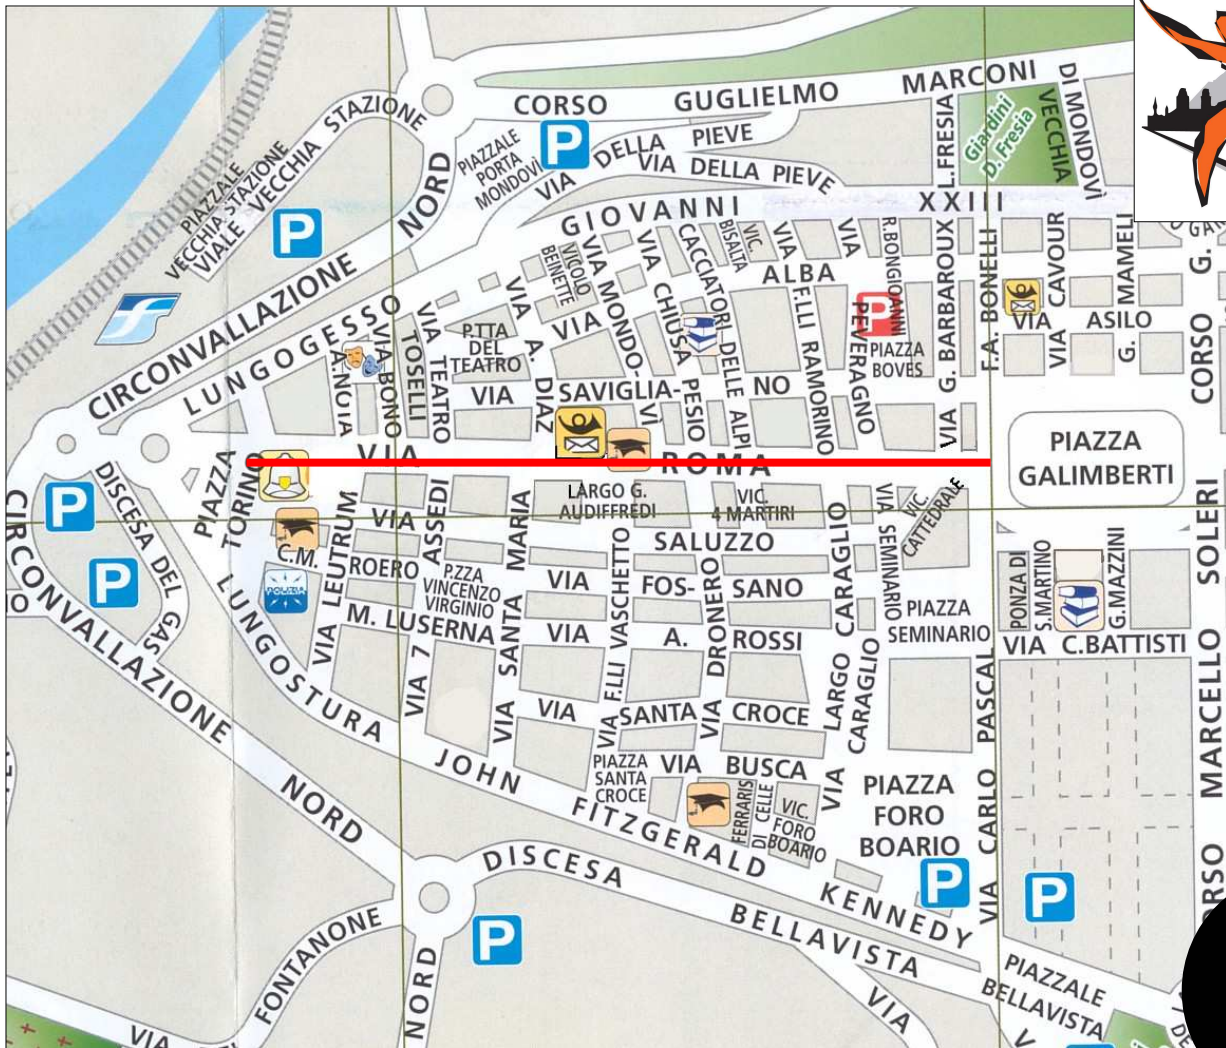 CORSO GUGLIELMO MARCONI
DI MONDOVÌ
VECCHIA
Giardini
D. Fresia
L.FRESIA
PIAZZALE
VECCHIA STAZIONE
VIALE VECCHIA STAZIONE
PIAZZALE
PORTA
MONDOVÌ
P
VIA DELLA PIEVE
VIA DELLA PIEVE
P
CIRCONVALLAZIONE NORD
LUNGOGESSO GIOVANNI XXIII
VICOLO
BEINETTE
VIA MONDO-
VÌ
VIA CHIUSA PESIO
CACCIATORI DELLE ALPI
VIC.
BISALTA
VIA
F.LLI RAMORINO
VIA
PEVERAGNO
R.BONGIOANNI
VIA G. BARBAROUX
F.A. BONELLI
VIA CAVOUR
G. MAMELI
CORSO G.
ALBA
P
PIAZZA
BOVES
VIA ASILO
VIA
G.
A.NOTA
VIA BONO
TOSELLI
VIA TEATRO
P.TTA
DEL
TEATRO
VIA A. DIAZ
VIA
VIA SAVIGLIA- NO
VIA ROMA
PIAZZA
GALIMBERTI
PIAZZA
TORINO
P
DISCESA DEL GAS
P
CIRCONVALLAZIONE NORD
C.M.
POLIZIA
VIA LEUTRUM
VIA
ROERO
M. LUSERNA
VIA 7 ASSEDI
P.ZZA
VINCENZO
VIRGINIO
VIA SANTA MARIA
LARGO G.
AUDIFFREDI
VIC.
4 MARTIRI
SALUZZO
VIA FOS- SANO
VIA A. ROSSI
VIA SANTA CROCE
VIA F.LLI VASCHETTO
VIA DRONERO
LARGO CARAGLIO
VIA CARAGLIO
VIA SEMINARIO
VIC.
CATTEDRALE
PIAZZA
SEMINARIO
PONZA DI
S.MARTINO
G.MAZZINI
VIA C.BATTISTI
CORSO MARCELLO SOLERI
VIA CARLO PASCAL
PIAZZA
SANTA
CROCE
VIA BUSCA
FERRARIS
DI CELLE
VIC.
FORO
BOARIO
PIAZZA
FORO
BOARIO
P
P
LUNGOSTURA JOHN FITZGERALD KENNEDY
DISCESA BELLAVISTA
PIAZZALE
BELLAVISTA
P
NORD
FONTANONE
VIA
VIA